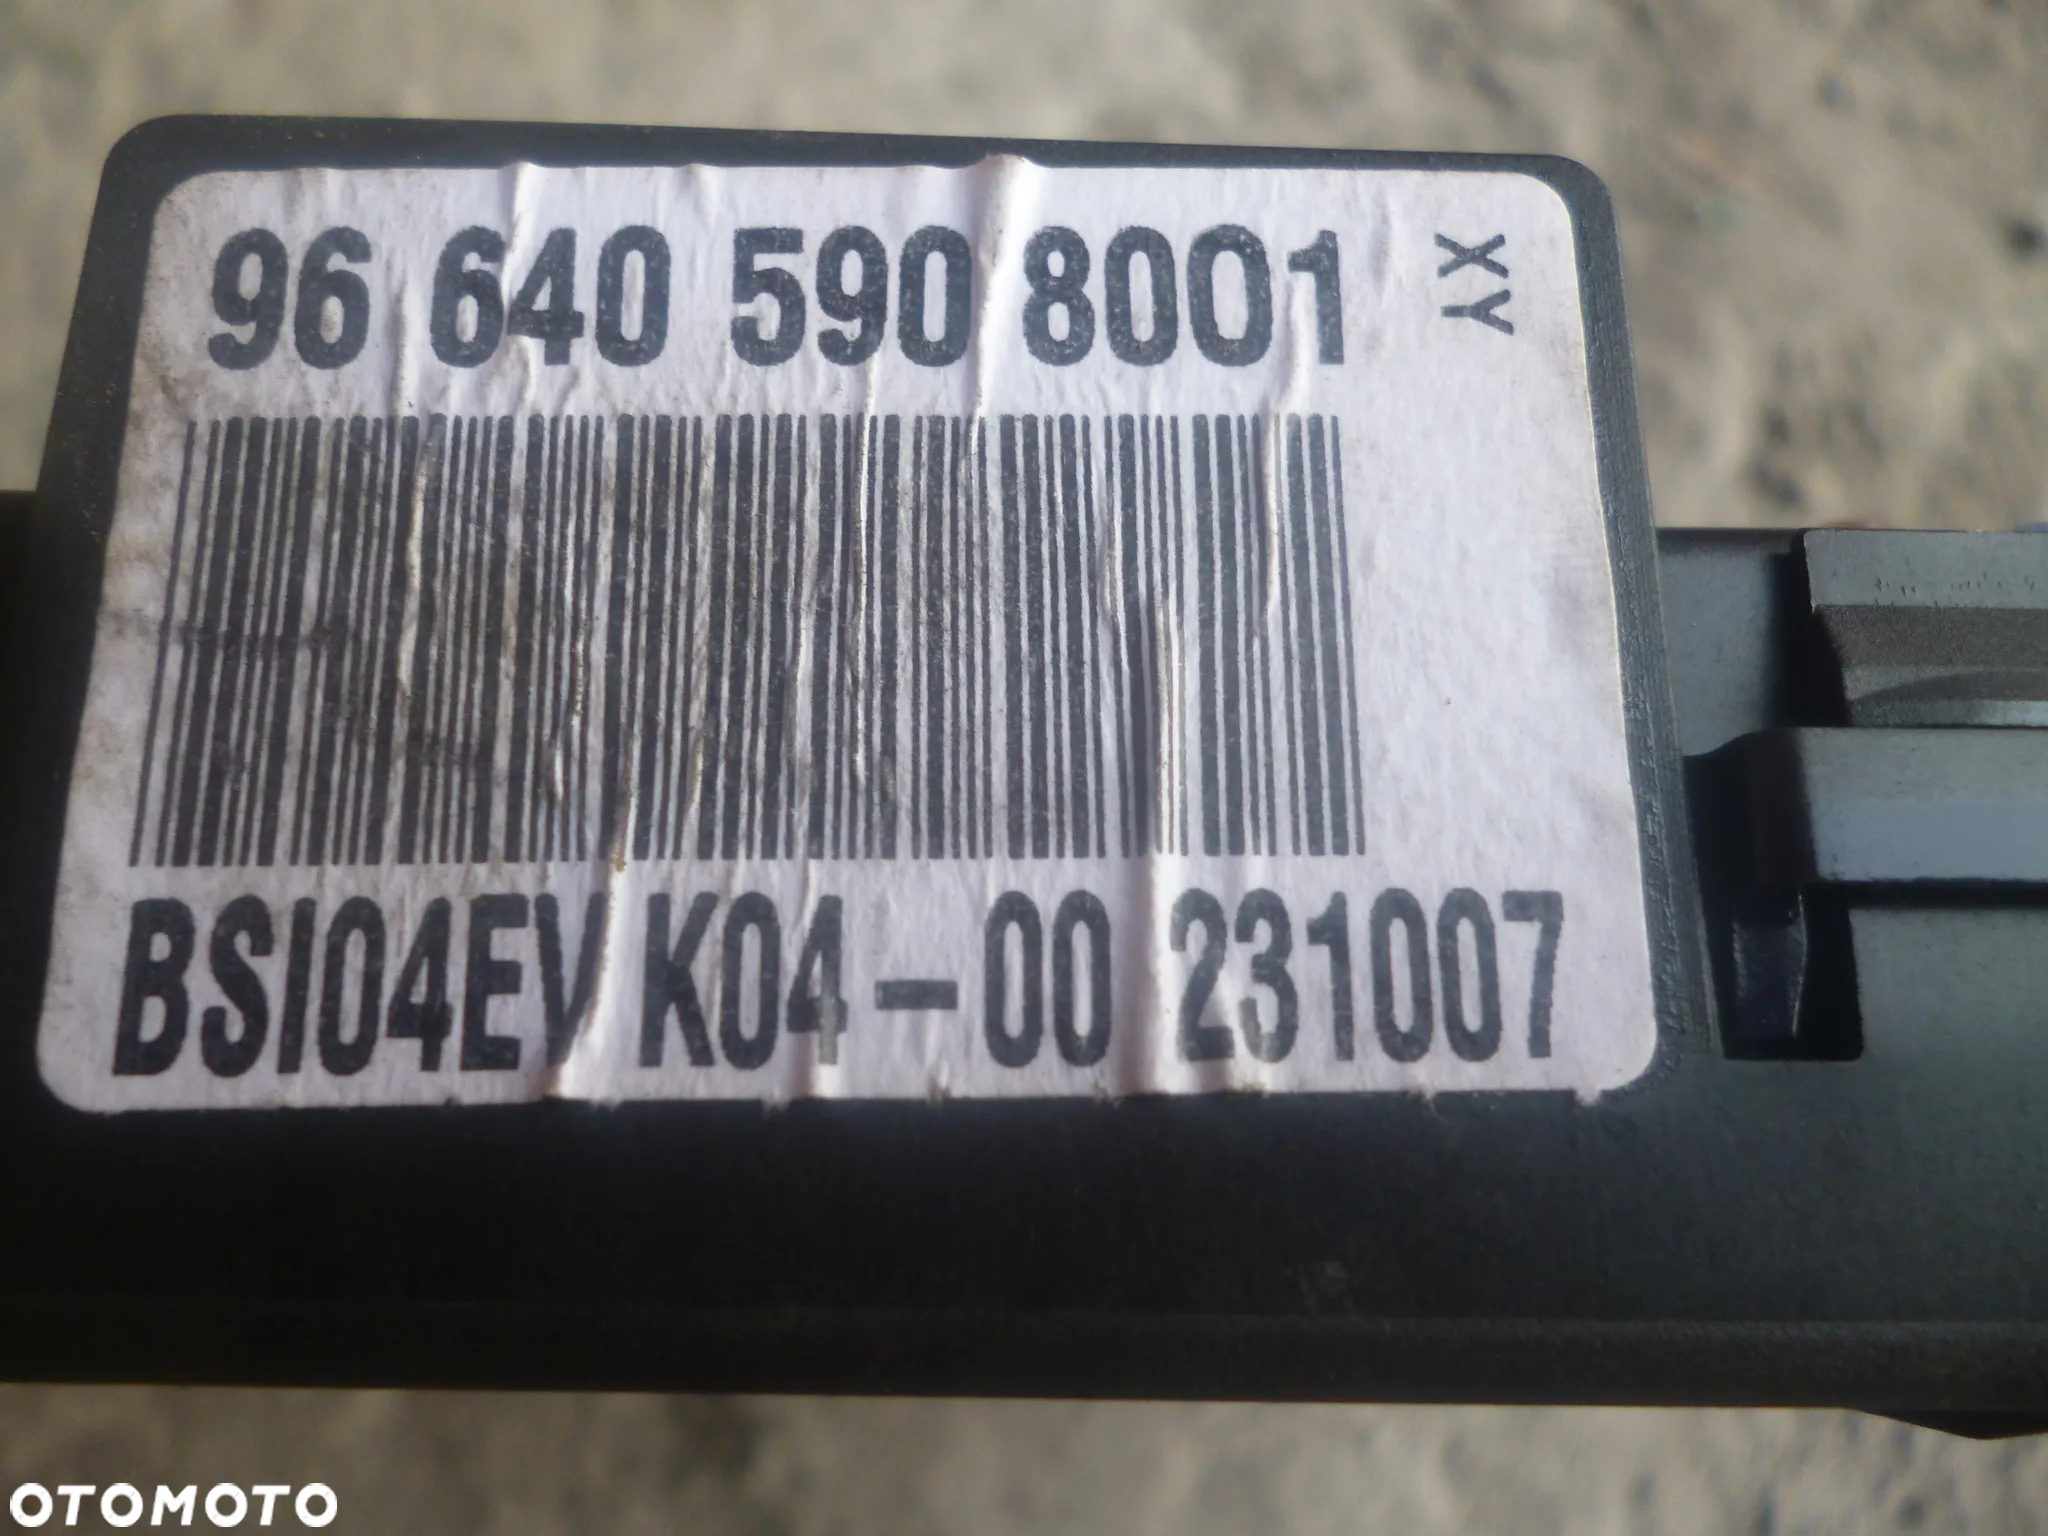 96 640 590 8001 XY
BSI04EV K04-00 231007
OTOMOTO